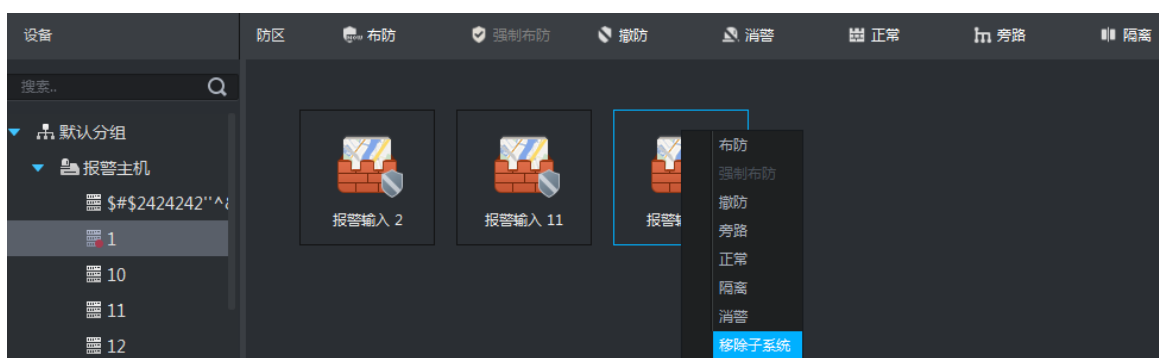 设备
防区 布防 强制布防 撤防 消警 正常 旁路 隔离
搜索..
默认分组
报警主机
$#$2424242''^&
1
10
11
12
报警输入 2
报警输入 11
报警输
布防
强制布防
撤防
旁路
正常
隔离
消警
移除子系统